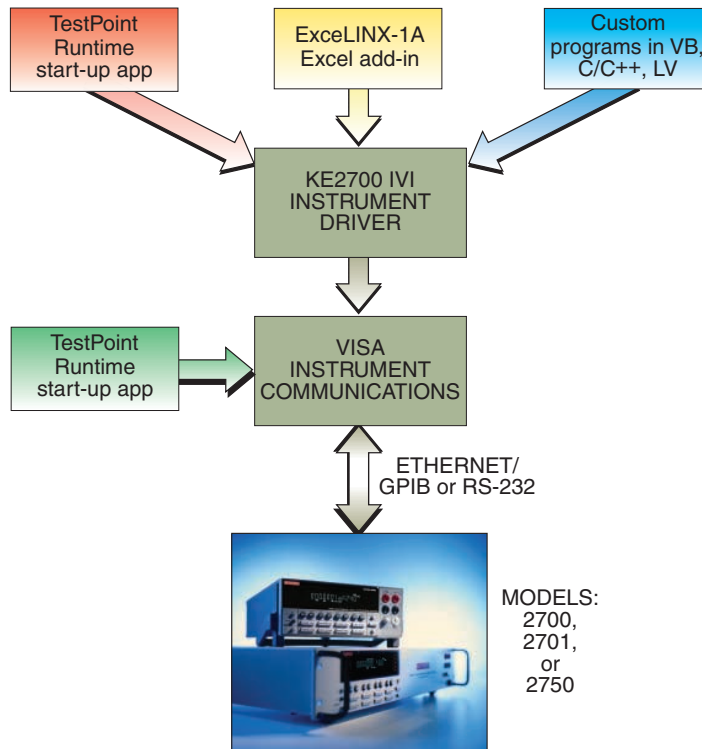 TestPoint
Runtime
start-up app
ExceLINX-1A
Excel add-in
Custom
programs in VB,
C/C++, LV
KE2700 IVI
INSTRUMENT
DRIVER
TestPoint
Runtime
start-up app
VISA
INSTRUMENT
COMMUNICATIONS
ETHERNET/
GPIB or RS-232
MODELS:
2700,
2701,
or
2750